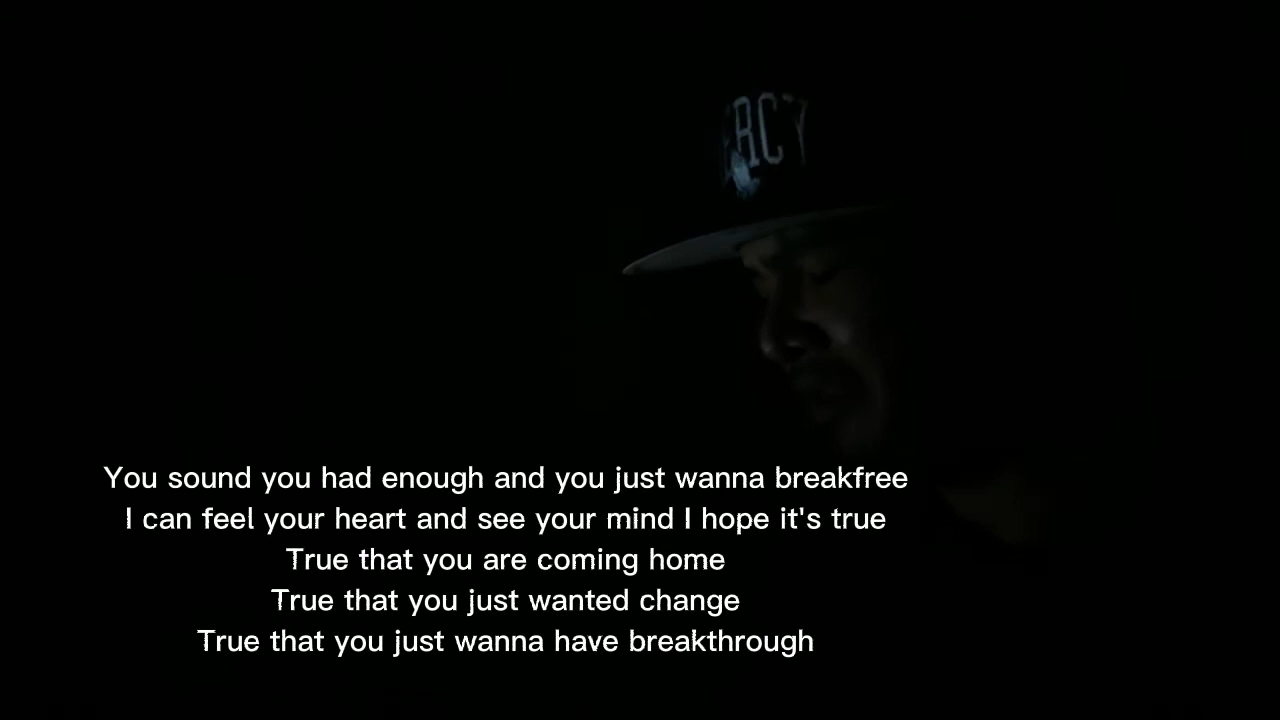 You sound you had enough and you just wanna breakfree
I can feel your heart and see your mind I hope it's true
True that you are coming home
True that you just wanted change
True that you just wanna have breakthrough